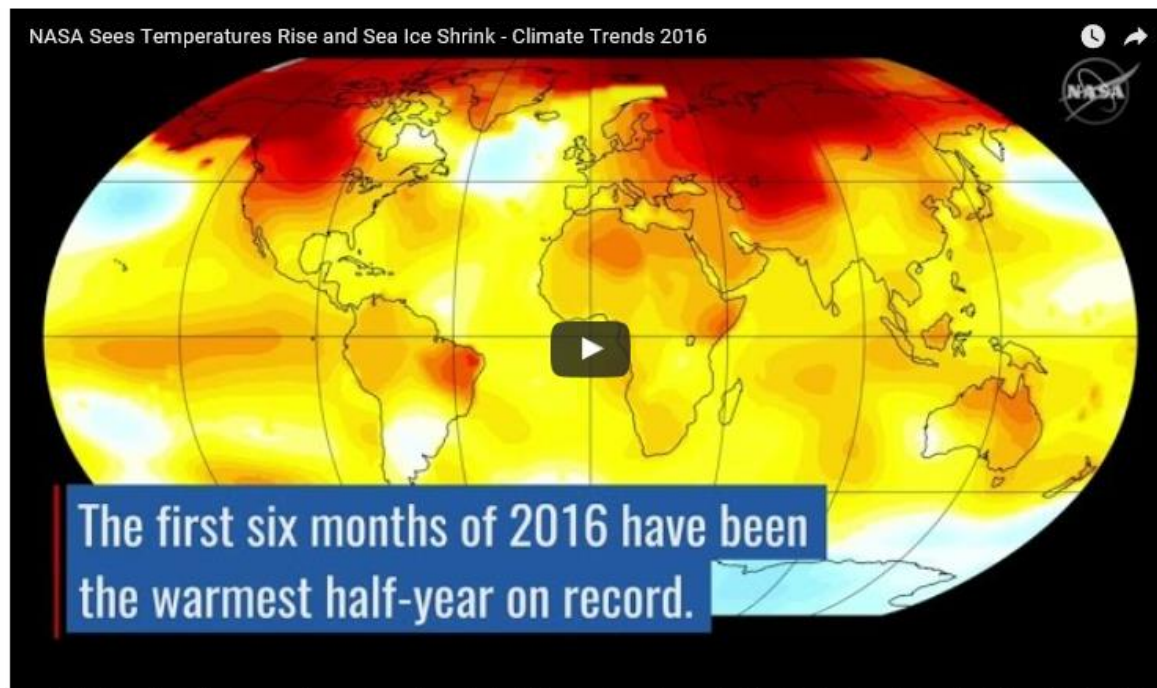 NASA Sees Temperatures Rise and Sea Ice Shrink - Climate Trends 2016
NASA
The first six months of 2016 have been
the warmest half-year on record.